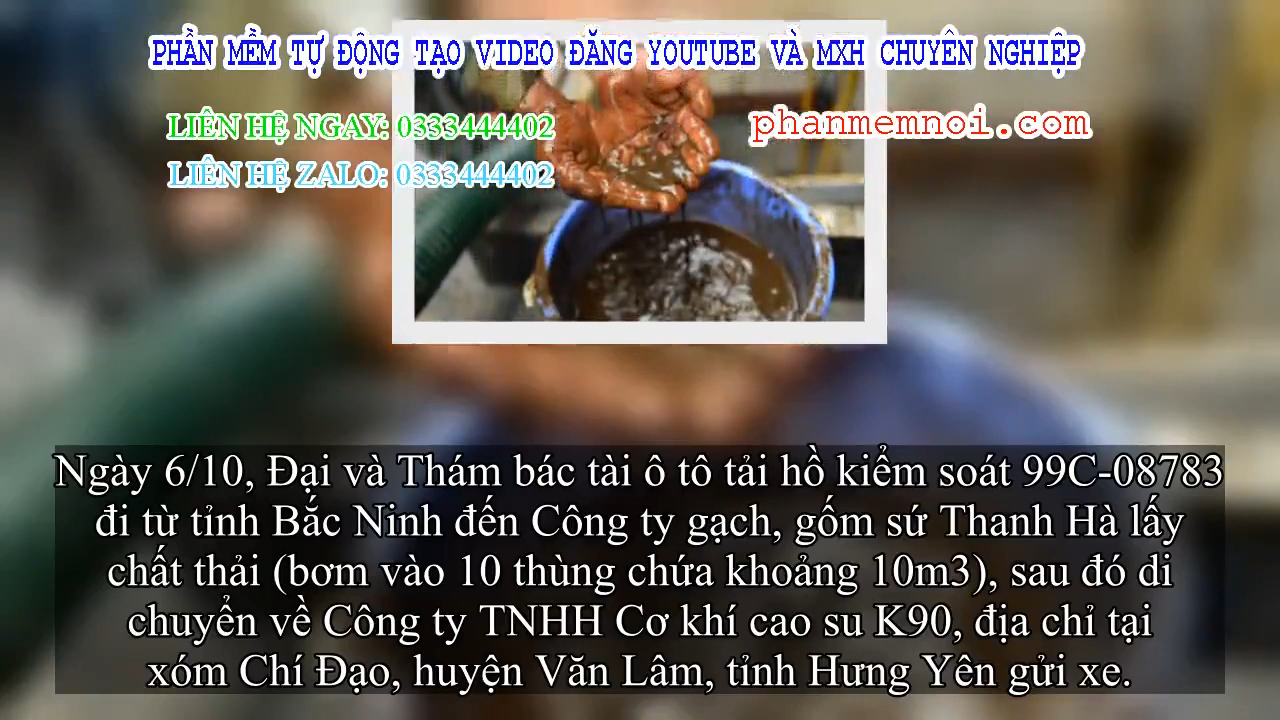 PHẦN MỀM TỰ ĐỘNG TẠO VIDEO ĐĂNG YOUTUBE VÀ MXH CHUYÊN NGHIỆP
LIÊN HỆ NGAY: 0333444402
phanmemnoi.com
LIÊN HỆ ZALO: 0333444402
Ngày 6/10, Đại và Thám bác tài ô tô tải hồ kiểm soát 99C-08783
đi từ tỉnh Bắc Ninh đến Công ty gạch, gốm sứ Thanh Hà lấy
chất thải (bơm vào 10 thùng chứa khoảng 10m3), sau đó di
chuyển về Công ty TNHH Cơ khí cao su K90, địa chỉ tại
xóm Chí Đạo, huyện Văn Lâm, tỉnh Hưng Yên gửi xe.